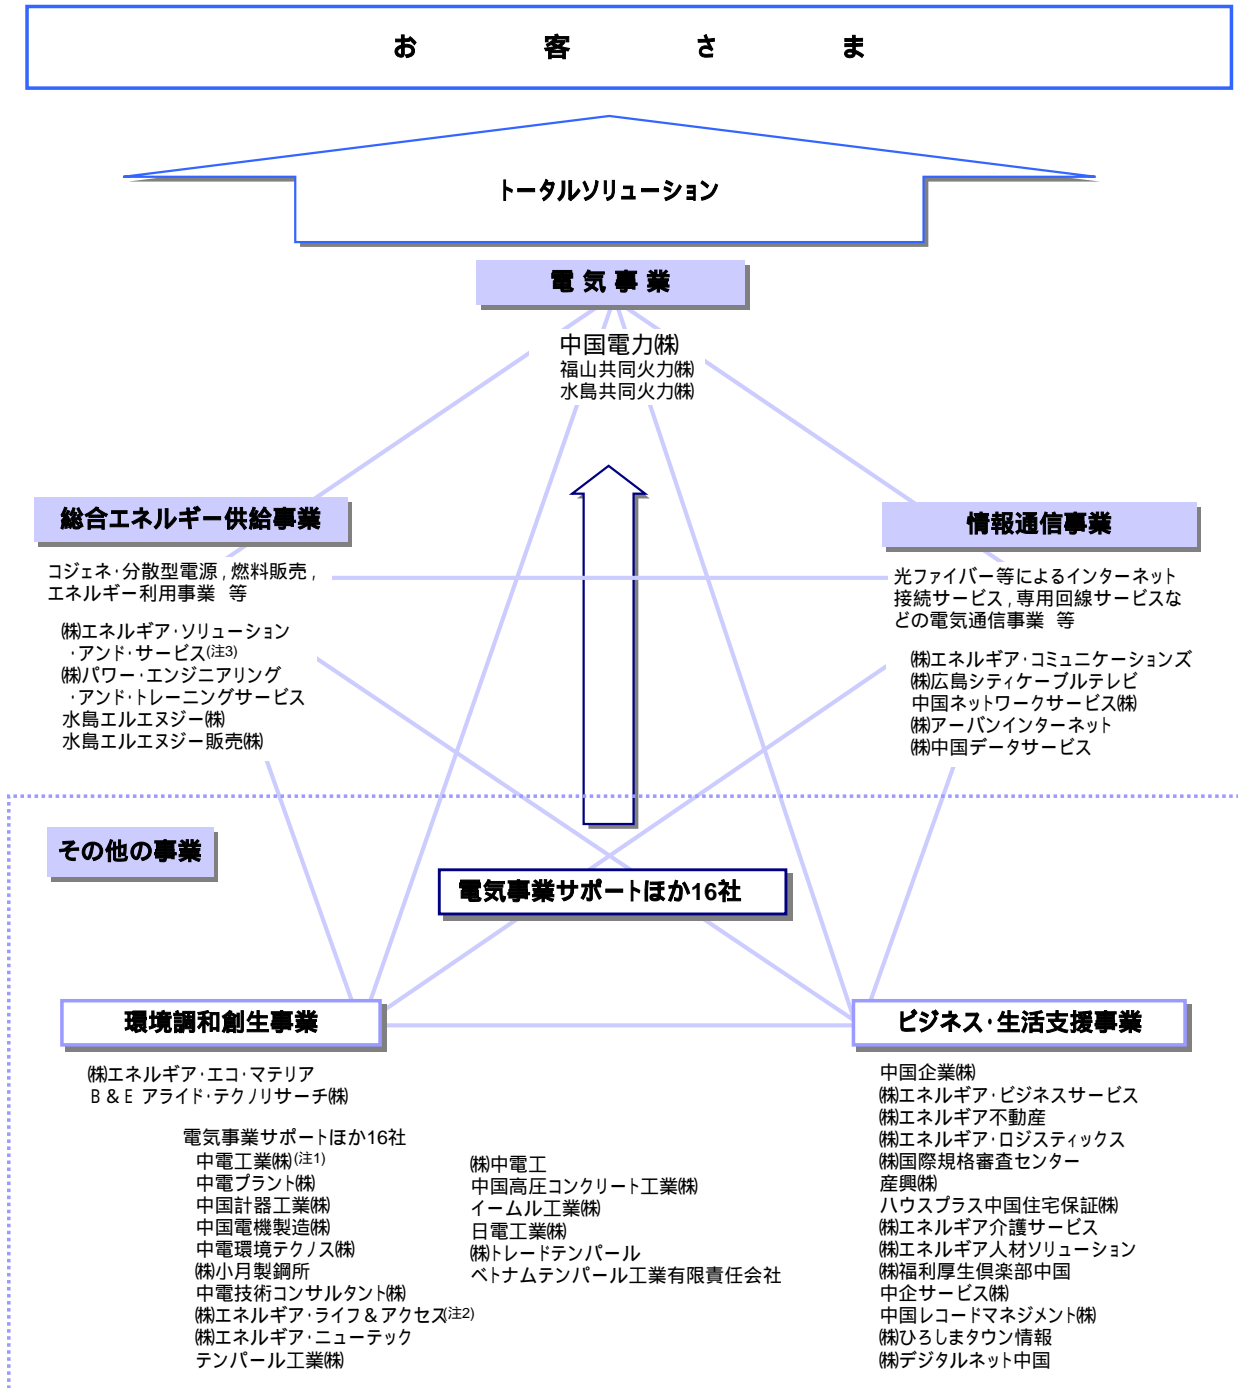 お客さま
トータルソリューション
電気事業
中国電力㈱
福山共同火力㈱
水島共同火力㈱
総合エネルギー供給事業
コジェネ・分散型電源，燃料販売，
エネルギー利用事業 等
㈱エネルギア・ソリューション
・アンド・サービス(注3)
㈱パワー・エンジニアリング
・アンド・トレーニングサービス
水島エルエヌジー㈱
水島エルエヌジー販売㈱
情報通信事業
光ファイバー等によるインターネット
接続サービス，専用回線サービスな
どの電気通信事業 等
㈱エネルギア・コミュニケーションズ
㈱広島シティケーブルテレビ
中国ネットワークサービス㈱
㈱アーバンインターネット
㈱中国データサービス
その他の事業
電気事業サポートほか16社
環境調和創生事業
㈱エネルギア・エコ・マテリア
B＆E アライド・テクノリサーチ㈱
電気事業サポートほか16社
中電工業㈱(注1)
中電プラント㈱
中国計器工業㈱
中国電機製造㈱
中電環境テクノス㈱
㈱小月製鋼所
中電技術コンサルタント㈱
㈱エネルギア・ライフ＆アクセス(注2)
㈱エネルギア・ニューテック
テンパール工業㈱
㈱中電工
中国高圧コンクリート工業㈱
イームル工業㈱
日電工業㈱
㈱トレードテンパール
ベトナムテンパール工業有限責任会社
ビジネス・生活支援事業
中国企業㈱
㈱エネルギア・ビジネスサービス
㈱エネルギア不動産
㈱エネルギア・ロジスティックス
㈱国際規格審査センター
産興㈱
ハウスプラス中国住宅保証㈱
㈱エネルギア介護サービス
㈱エネルギア人材ソリューション
㈱福利厚生倶楽部中国
中企サービス㈱
中国レコードマネジメント㈱
㈱ひろしまタウン情報
㈱デジタルネット中国